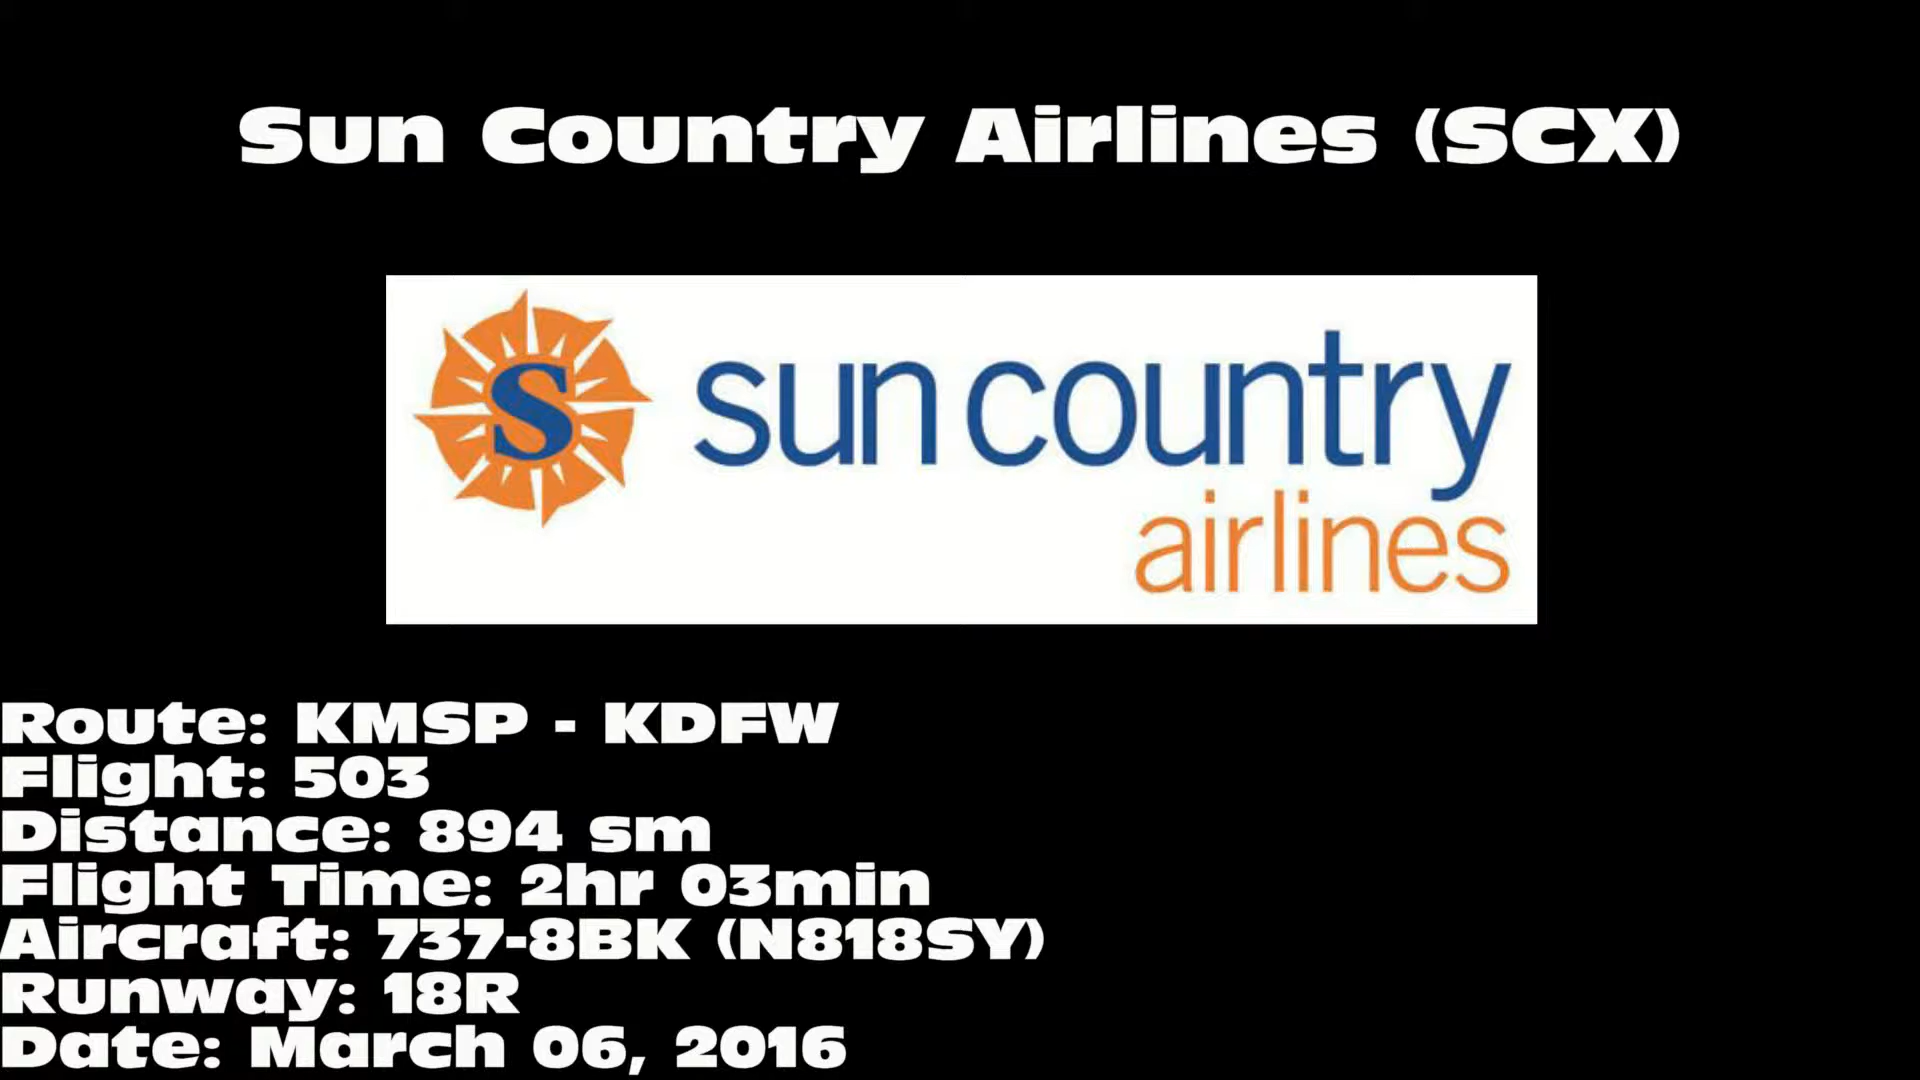 Sun Country Airlines (SCX)
S
sun country
airlines
Route: KMSP - KDFW
Flight: 503
Distance: 894 sm
Flight Time: 2hr 03min
Aircraft: 737-8BK (N818SY)
Runway: 18R
Date: March 06, 2016